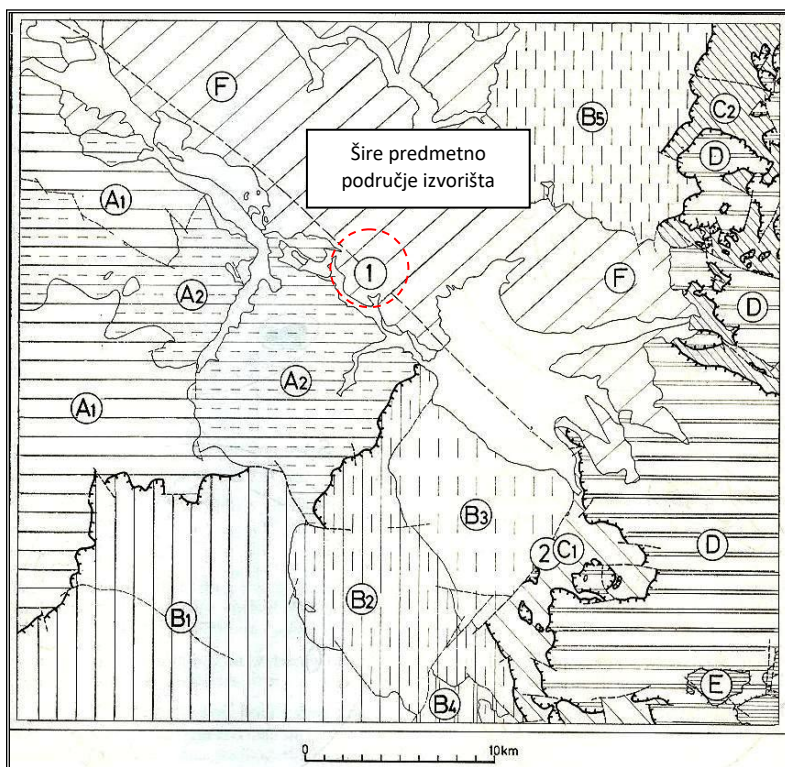 F
B5
C2
D
Šire predmetno
područje izvorišta
A1
1
F
A2
D
A2
A1
B3
2
C1
D
B2
B1
E
B4
0
10km